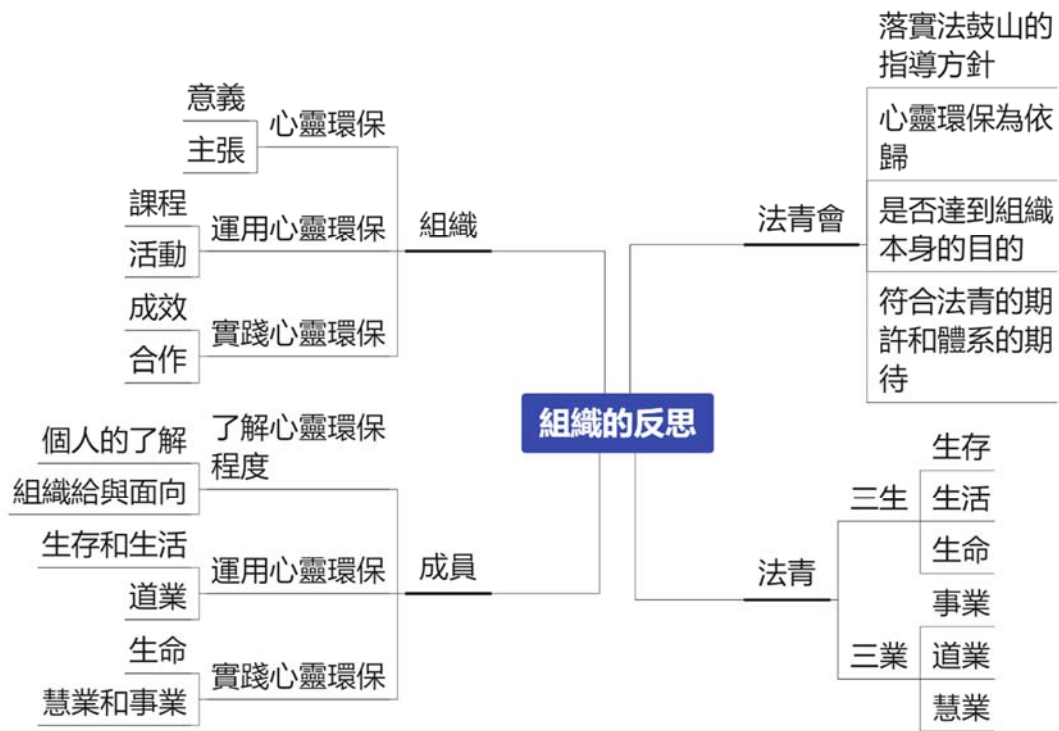 組織的反思
組織
心靈環保
意義
主張
運用心靈環保
課程
活動
實踐心靈環保
成效
合作
成員
了解心靈環保
程度
個人的了解
組織給與面向
運用心靈環保
生存和生活
道業
實踐心靈環保
生命
慧業和事業
法青會
落實法鼓山的
指導方針
心靈環保為依
歸
是否達到組織
本身的目的
符合法青的期
許和體系的期
待
法青
三生
生存
生活
生命
三業
事業
道業
慧業